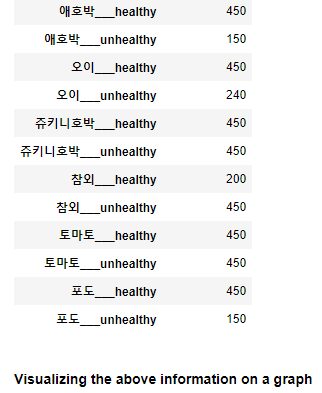 애호박___healthy 450
애호박___unhealthy 150
오이___healthy 450
오이___unhealthy 240
쥬키니호박___healthy 450
쥬키니호박___unhealthy 450
참외___healthy 200
참외___unhealthy 450
토마토___healthy 450
토마토___unhealthy 450
포도___healthy 450
포도___unhealthy 150
Visualizing the above information on a graph